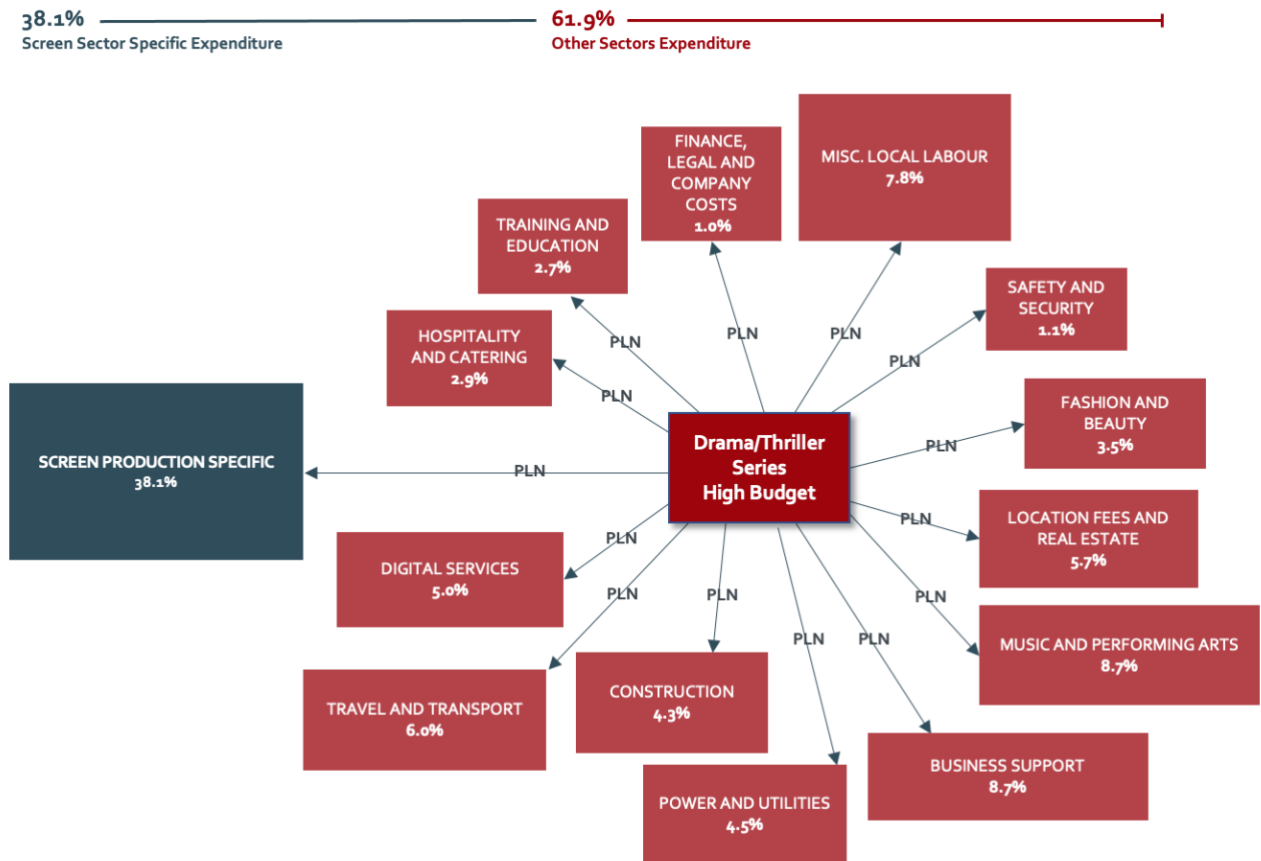 38.1%
Screen Sector Specific Expenditure
61.9%
Other Sectors Expenditure
MISC. LOCAL LABOUR
7.8%
FINANCE,
LEGAL AND
COMPANY
COSTS
1.0%
TRAINING AND
EDUCATION
2.7%
SAFETY AND
SECURITY
1.1%
HOSPITALITY
AND CATERING
2.9%
PLN
PLN
PLN
PLN
PLN
FASHION AND
BEAUTY
3.5%
SCREEN PRODUCTION SPECIFIC
38.1%
PLN
Drama/Thriller
Series
High Budget
PLN
LOCATION FEES AND
REAL ESTATE
5.7%
PLN
DIGITAL SERVICES
5.0%
PLN
PLN
PLN
PLN
PLN
PLN
MUSIC AND PERFORMING ARTS
8.7%
TRAVEL AND TRANSPORT
6.0%
CONSTRUCTION
4.3%
BUSINESS SUPPORT
8.7%
POWER AND UTILITIES
4.5%